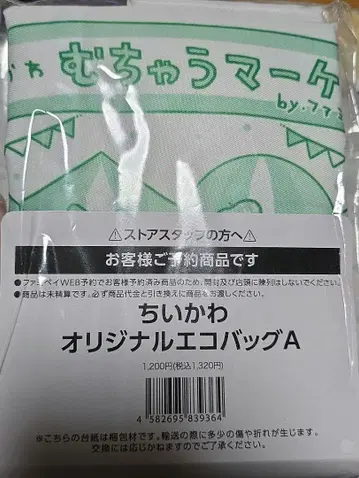 かわ むちゃうマーケ
by.ファミ
⚠ストアスタッフの方へ⚠
お客様ご予約商品です
●ファミペイWEB予約でお客様予約済み商品のため、開封及び店頭に陳列はしないでください。
●商品は未精算です。必ず商品代金と引き換えに商品をお渡しください。
ちいかわ
オリジナルエコバッグA
1,200円(税込1,320円)
4 582695 839364
※こちらの台紙は梱包材です。輸送の際に多少の傷や折れが生じます。
交換には応じかねますのでご了承ください。